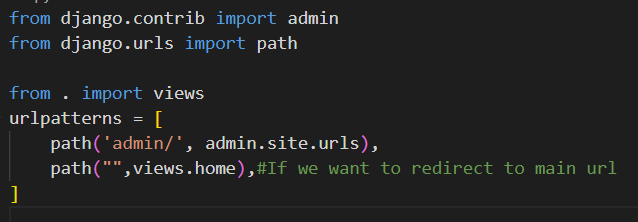 from django.contrib import admin
from django.urls import path
from . import views
urlpatterns = [
    path('admin/', admin.site.urls),
    path("",views.home),#If we want to redirect to main url
]